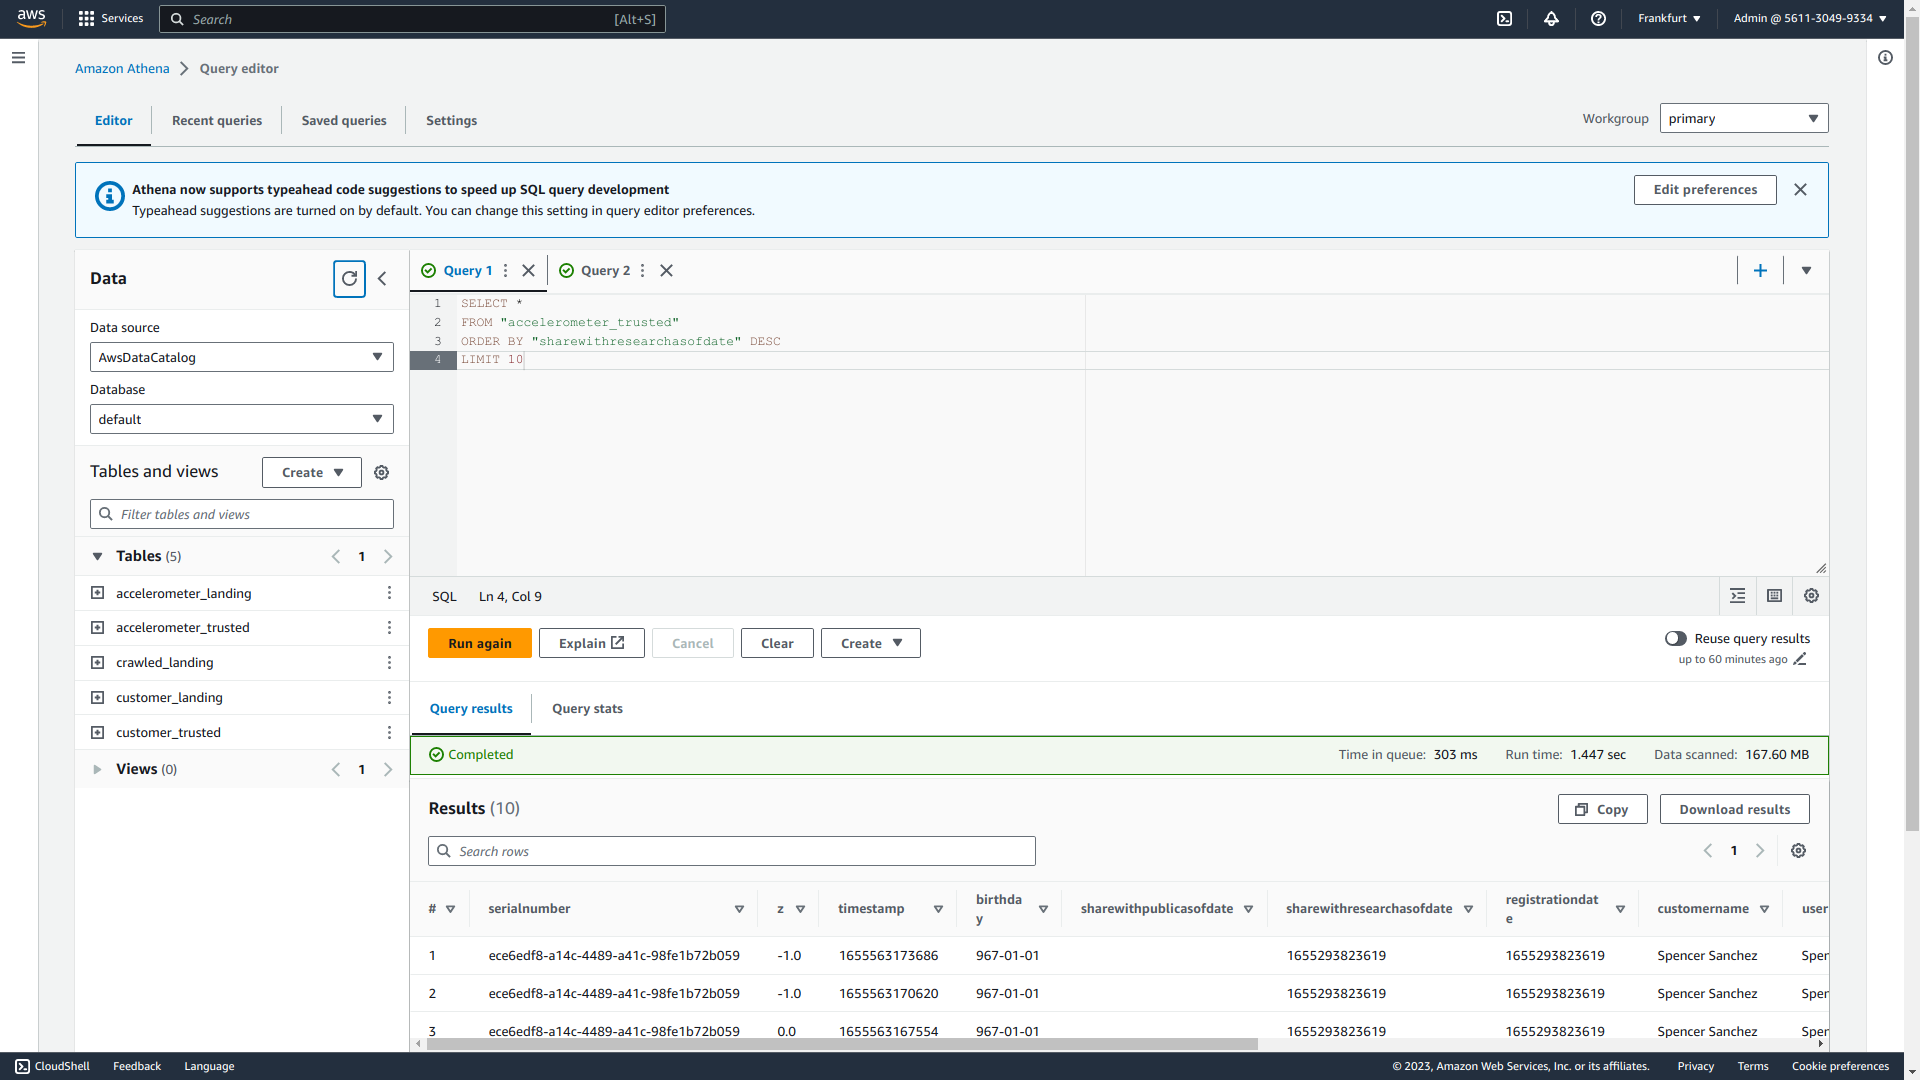 aws
Services
Search
[Alt+S]
Frankfurt
Admin @ 5611-3049-9334
Amazon Athena
Query editor
Editor
Recent queries
Saved queries
Settings
Workgroup
primary
Athena now supports typeahead code suggestions to speed up SQL query development
Typeahead suggestions are turned on by default. You can change this setting in query editor preferences.
Edit preferences
Data
Data source
AwsDataCatalog
Database
default
Tables and views
Create
Filter tables and views
Tables (5)
1
accelerometer_landing
accelerometer_trusted
crawled_landing
customer_landing
customer_trusted
Views (0)
1
Query 1
Query 2
1 SELECT *
2 FROM "accelerometer_trusted"
3 ORDER BY "sharewithresearchasofdate" DESC
4 LIMIT 10
SQL
Ln 4, Col 9
Run again
Explain
Cancel
Clear
Create
Reuse query results
up to 60 minutes ago
Query results
Query stats
Completed
Time in queue: 303 ms
Run time: 1.447 sec
Data scanned: 167.60 MB
Results (10)
Copy
Download results
Search rows
1
# serialnumber z timestamp birthday sharewithpublicasofdate sharewithresearchasofdate registrationdate customername user
1 ece6edf8-a14c-4489-a41c-98fe1b72b059 -1.0 1655563173686 967-01-01 1655293823619 1655293823619 Spencer Sanchez Sper
2 ece6edf8-a14c-4489-a41c-98fe1b72b059 -1.0 1655563170620 967-01-01 1655293823619 1655293823619 Spencer Sanchez Sper
3 ece6edf8-a14c-4489-a41c-98fe1b72b059 0.0 1655563167554 967-01-01 1655293823619 1655293823619 Spencer Sanchez Sper
CloudShell
Feedback
Language
© 2023, Amazon Web Services, Inc. or its affiliates.
Privacy
Terms
Cookie preferences